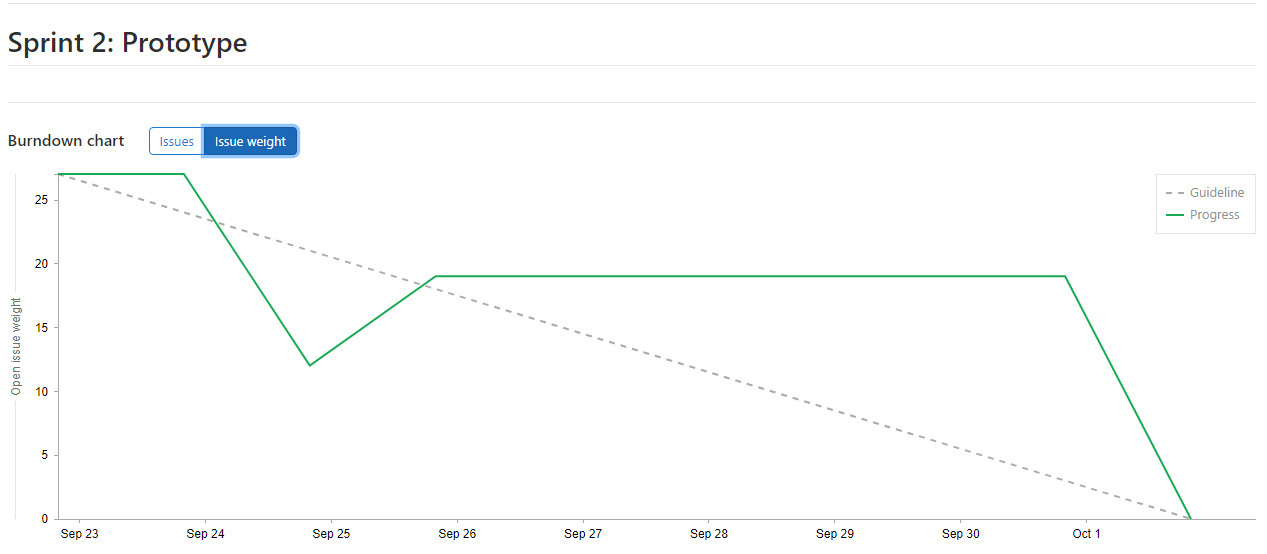 Sprint 2: Prototype
Burndown chart Issues Issue weight
Guideline
Progress
Open issue weight
25
20
15
10
5
0
Sep 23 Sep 24 Sep 25 Sep 26 Sep 27 Sep 28 Sep 29 Sep 30 Oct 1